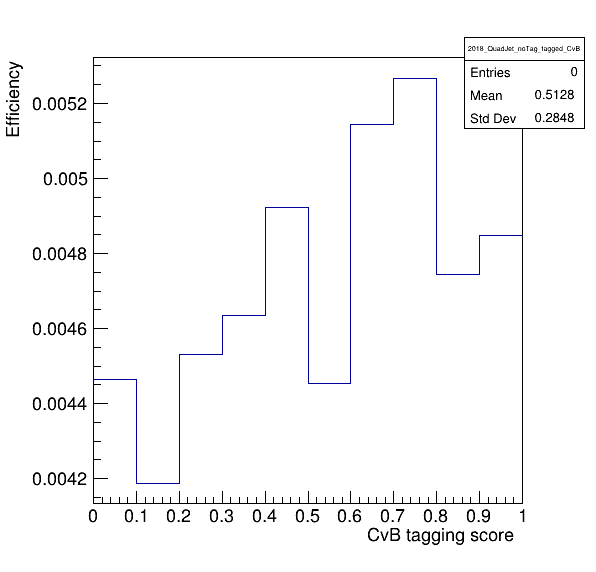 2018_QuadJet_noTag_tagged_CvB
Entries 0
Mean 0.5128
Std Dev 0.2848
Efficiency
0.0052
0.005
0.0048
0.0046
0.0044
0.0042
0 0.1 0.2 0.3 0.4 0.5 0.6 0.7 0.8 0.9 1
CvB tagging score